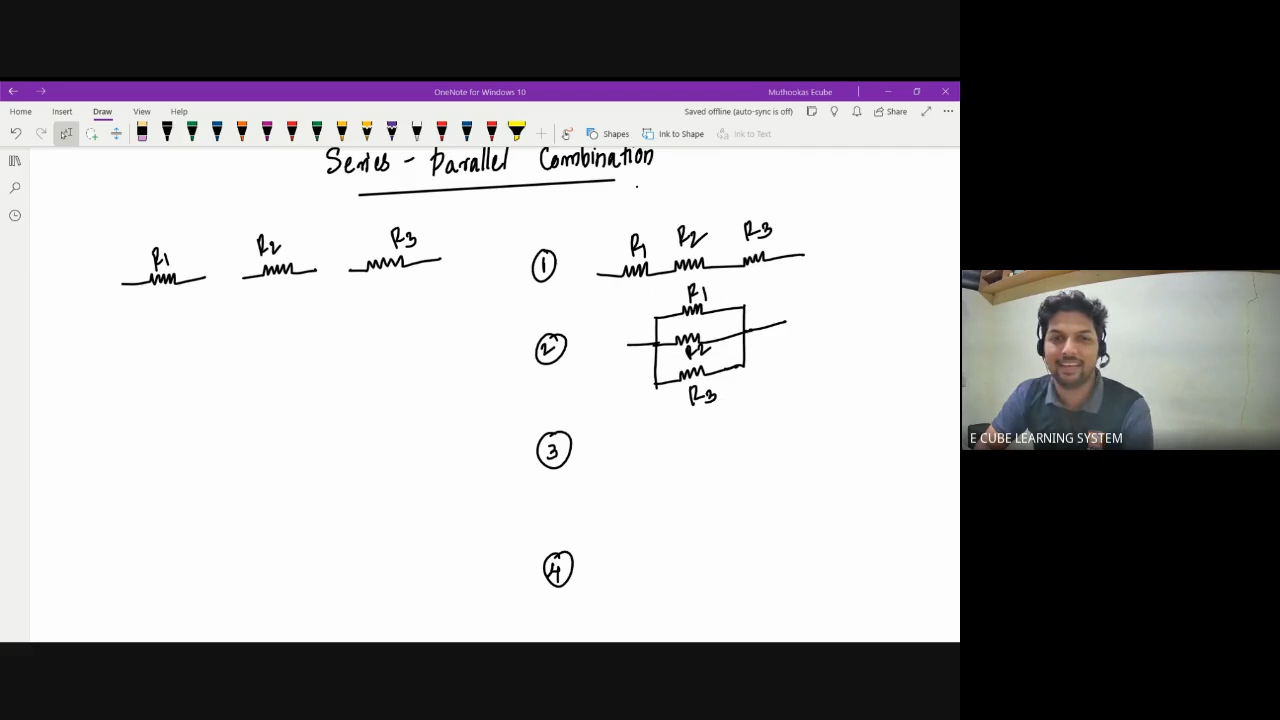 OneNote for Windows 10
Muthookas Ecube
Home Insert Draw View Help
Saved offline (auto-sync is off)
Share
Shapes
Ink to Shape
Ink to Text
Series - Parallel Combination
R1 R2 R3
1 R1 R2 R3
2 R1
R2
R3
3
4
E CUBE LEARNING SYSTEM